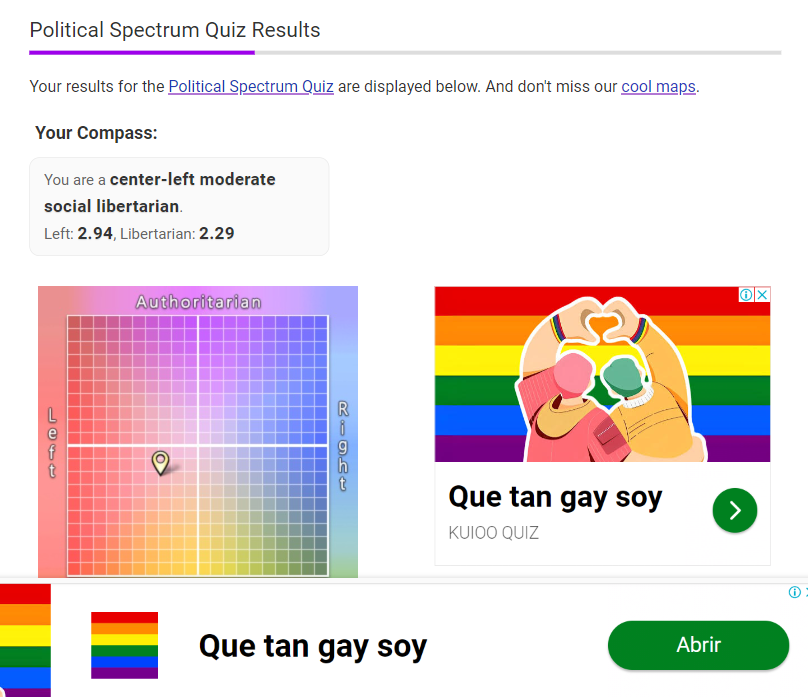 Political Spectrum Quiz Results
Your results for the Political Spectrum Quiz are displayed below. And don't miss our cool maps.
Your Compass:
You are a center-left moderate
social libertarian.
Left: 2.94, Libertarian: 2.29
Authoritarian
Left
Right
Que tan gay soy
KUIOO QUIZ
Que tan gay soy
Abrir